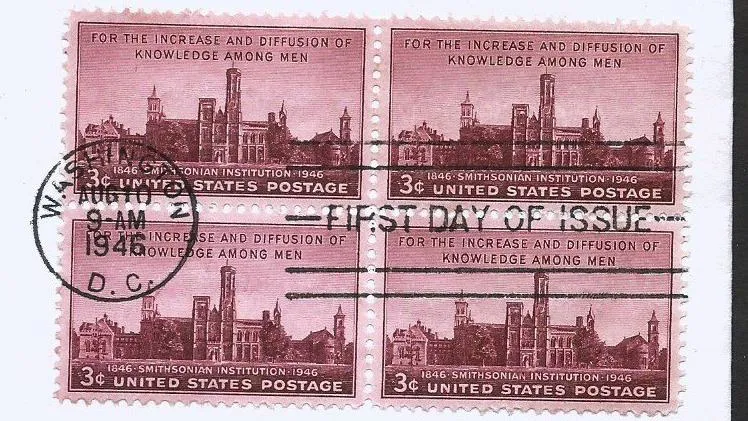 FOR THE INCREASE AND DIFFUSION OF
KNOWLEDGE AMONG MEN
1846 · SMITHSONIAN INSTITUTION · 1946
3¢ UNITED STATES POSTAGE
FOR THE INCREASE AND DIFFUSION OF
KNOWLEDGE AMONG MEN
1846 · SMITHSONIAN INSTITUTION · 1946
3¢ UNITED STATES POSTAGE
WASHINGTON
AUG 10
9-AM
1946
D.C.
FIRST DAY OF ISSUE
FOR THE INCREASE AND DIFFUSION OF
KNOWLEDGE AMONG MEN
1846 · SMITHSONIAN INSTITUTION · 1946
3¢ UNITED STATES POSTAGE
FOR THE INCREASE AND DIFFUSION OF
KNOWLEDGE AMONG MEN
1846 · SMITHSONIAN INSTITUTION · 1946
3¢ UNITED STATES POSTAGE